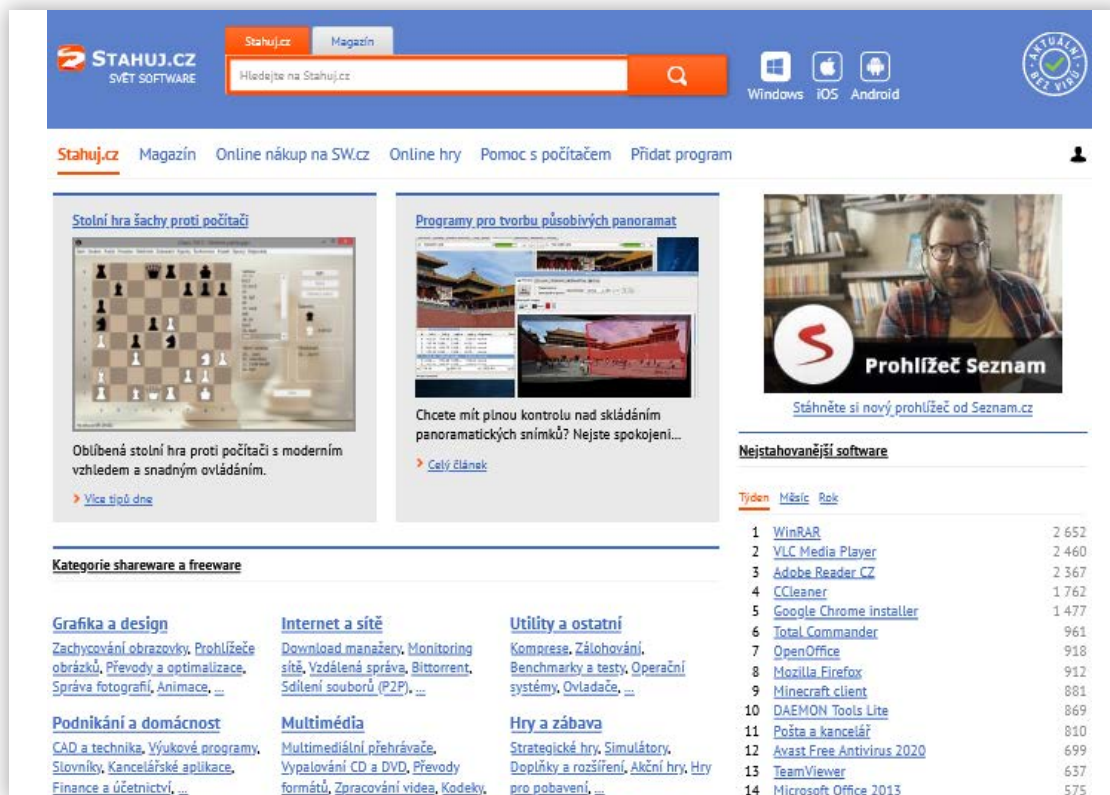 STAHUJ.CZ
SVĚT SOFTWARE
Stahuj.cz
Magazín
Hledejte na Stahuj.cz
Windows
iOS
Android
AKTUÁLNÍ
BEZ VIRŮ
Stahuj.cz
Magazín
Online nákup na SW.cz
Online hry
Pomoc s počítačem
Přidat program
Stolní hra šachy proti počítači
Oblíbená stolní hra proti počítači s moderním
vzhledem a snadným ovládáním.
Více tipů dne
Programy pro tvorbu působivých panoramat
Chcete mít plnou kontrolu nad skládáním
panoramatických snímků? Nejste spokojeni...
Celý článek
Prohlížeč Seznam
Stáhněte si nový prohlížeč od Seznam.cz
Kategorie shareware a freeware
Grafika a design
Zachycování obrazovky, Prohlížeče
obrázků, Převody a optimalizace,
Správa fotografií, Animace, ...
Internet a sítě
Download manažery, Monitoring
sítě, Vzdálená správa, Bittorrent,
Sdílení souborů (P2P), ...
Utility a ostatní
Komprese, Zálohování,
Benchmarky a testy, Operační
systémy, Ovladače, ...
Podnikání a domácnost
CAD a technika, Výukové programy,
Slovníky, Kancelářské aplikace,
Finance a účetnictví, ...
Multimédia
Multimediální přehrávače,
Vypalování CD a DVD, Převody
formátů, Zpracování videa, Kodeky,
Hry a zábava
Strategické hry, Simulátory,
Doplňky a rozšíření, Akční hry, Hry
pro pobavení, ...
Nejstahovanější software
Týden Měsíc Rok
1 WinRAR 2 652
2 VLC Media Player 2 460
3 Adobe Reader CZ 2 367
4 CCleaner 1 762
5 Google Chrome installer 1 477
6 Total Commander 961
7 OpenOffice 918
8 Mozilla Firefox 912
9 Minecraft client 881
10 DAEMON Tools Lite 869
11 Pošta a kancelář 810
12 Avast Free Antivirus 2020 699
13 TeamViewer 637
14 Microsoft Office 2013 575